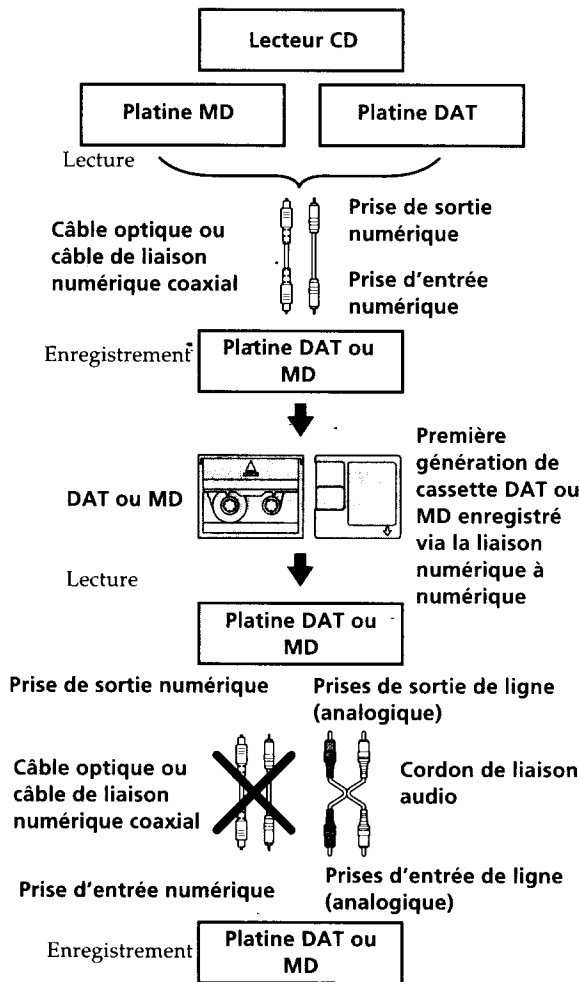 Lecteur CD
Platine MD
Platine DAT
Lecture
Câble optique ou
câble de liaison
numérique coaxial
Prise de sortie
numérique
Prise d'entrée
numérique
Enregistrement
Platine DAT ou
MD
DAT ou MD
Première
génération de
cassette DAT ou
MD enregistré
via la liaison
numérique à
numérique
Lecture
Platine DAT ou
MD
Prise de sortie numérique
Prises de sortie de ligne
(analogique)
Câble optique ou
câble de liaison
numérique coaxial
Cordon de liaison
audio
Prise d'entrée numérique
Prises d'entrée de ligne
(analogique)
Enregistrement
Platine DAT ou
MD